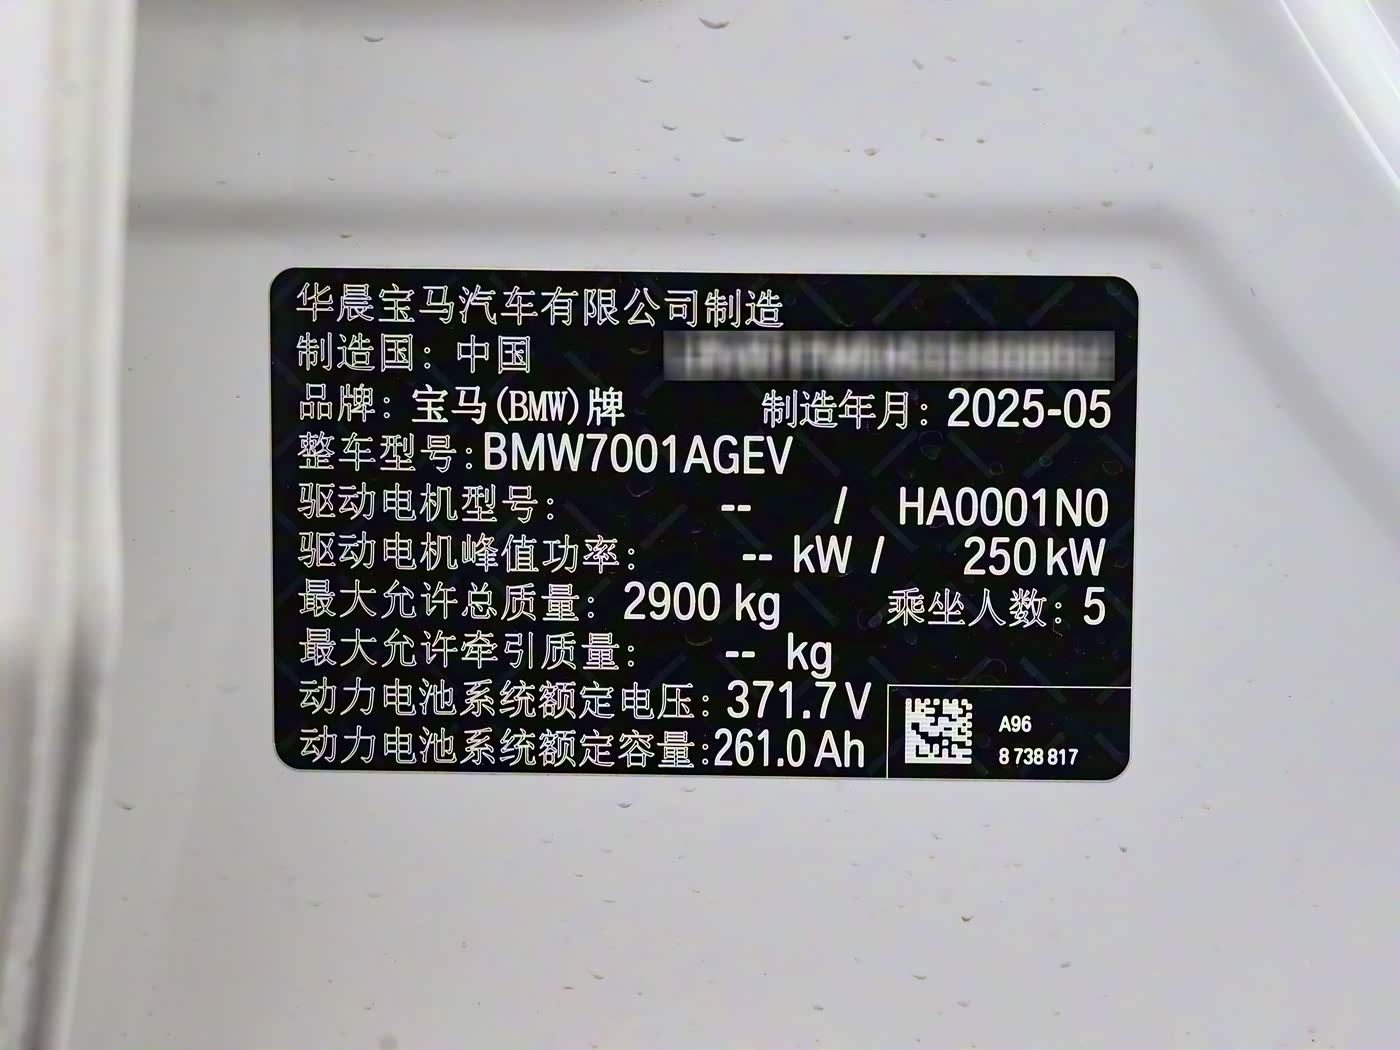 华晨宝马汽车有限公司制造
制造国：中国
品牌：宝马(BMW)牌 制造年月：2025-05
整车型号：BMW7001AGEV
驱动电机型号： -- / HA0001N0
驱动电机峰值功率： -- kW / 250 kW
最大允许总质量：2900 kg 乘坐人数：5
最大允许牵引质量： -- kg
动力电池系统额定电压：371.7 V
动力电池系统额定容量：261.0 Ah
A96
8 738 817